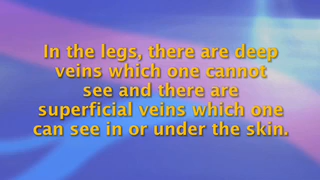 In the legs, there are deep
veins which one cannot
see and there are
superficial veins which one
can see in or under the skin.